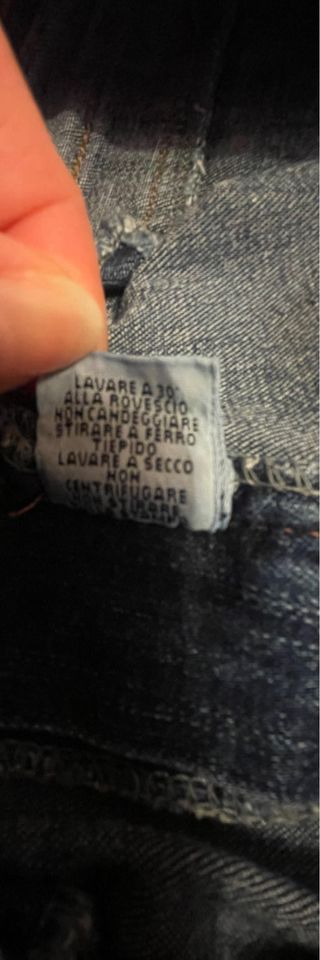 LAVARE A 30°
ALLA ROVESCIO
NON CANDEGGIARE
STIRARE A FERRO
TIEPIDO
LAVARE A SECCO
NON
CENTRIFUGARE